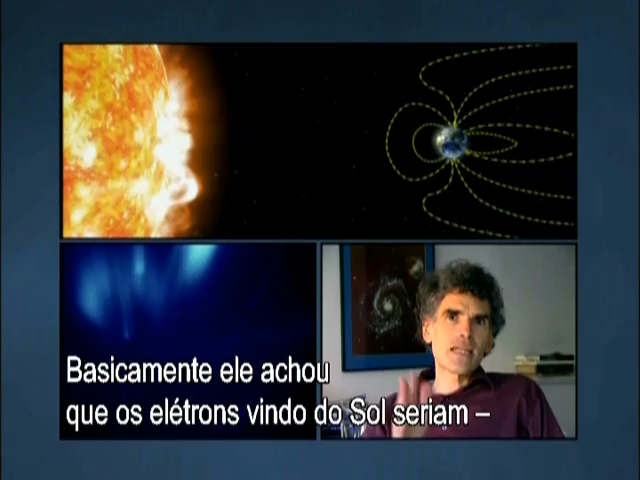 Basicamente ele achou
que os elétrons vindo do Sol seriam –